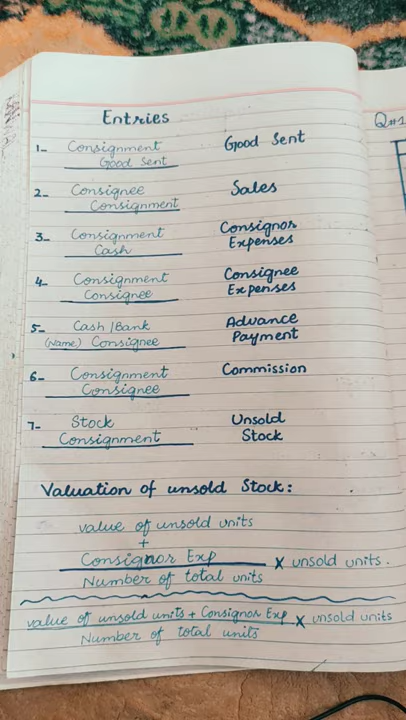 Entries
Q#1
1- Consignment Good Sent
Good Sent
2- Consignee Sales
Consignment
3- Consignment Consignor
Cash Expenses
4- Consignment Consignee
Consignee Expenses
5- Cash/Bank Advance
(Name) Consignee Payment
6- Consignment Commission
Consignee
7- Stock Unsold
Consignment Stock
Valuation of unsold Stock:
value of unsold units
+
Consignor Exp × unsold units.
Number of total units
value of unsold units + Consignor Exp × unsold units
Number of total units